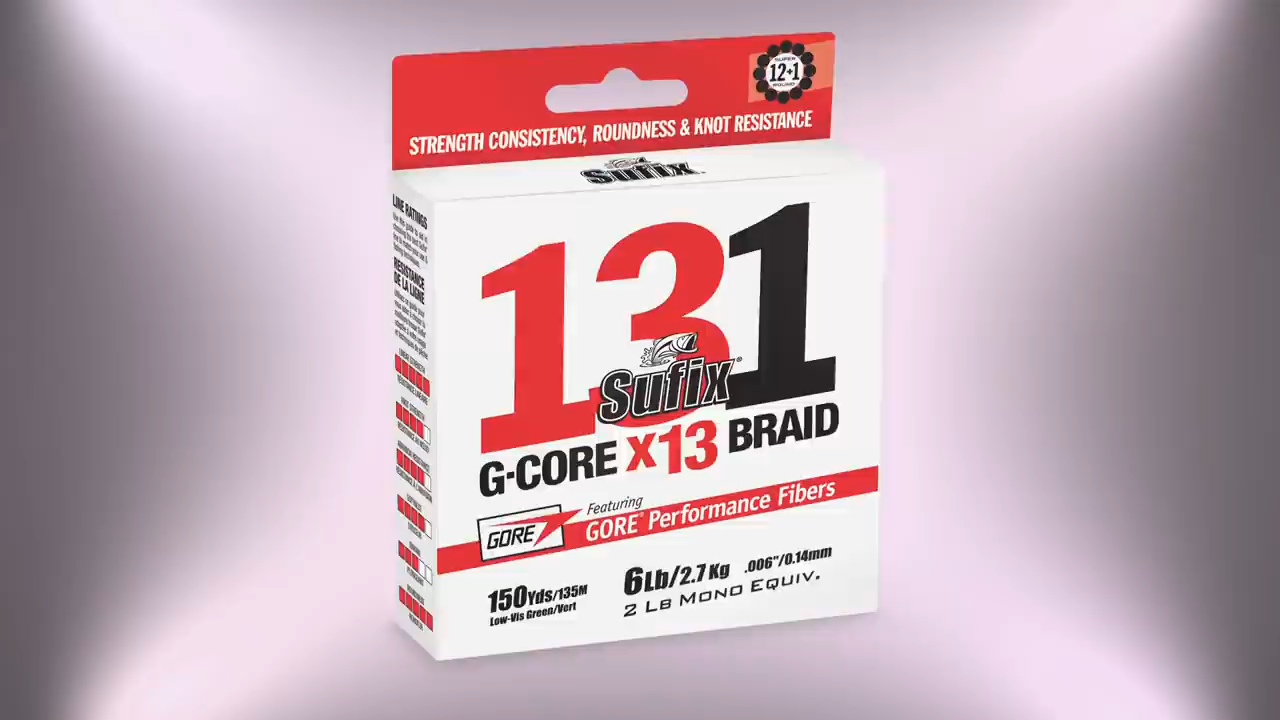 SUPER
12+1
ROUND
STRENGTH CONSISTENCY, ROUNDNESS & KNOT RESISTANCE
Sufix
LINE RATINGS
RÉSISTANCE
DE LA LIGNE
131
Sufix®
G-CORE X13 BRAID
GORE
Featuring
GORE® Performance Fibers
150Yds/135M
Low-Vis Green/Vert
6Lb/2.7Kg .006"/0.14mm
2 Lb Mono Equiv.